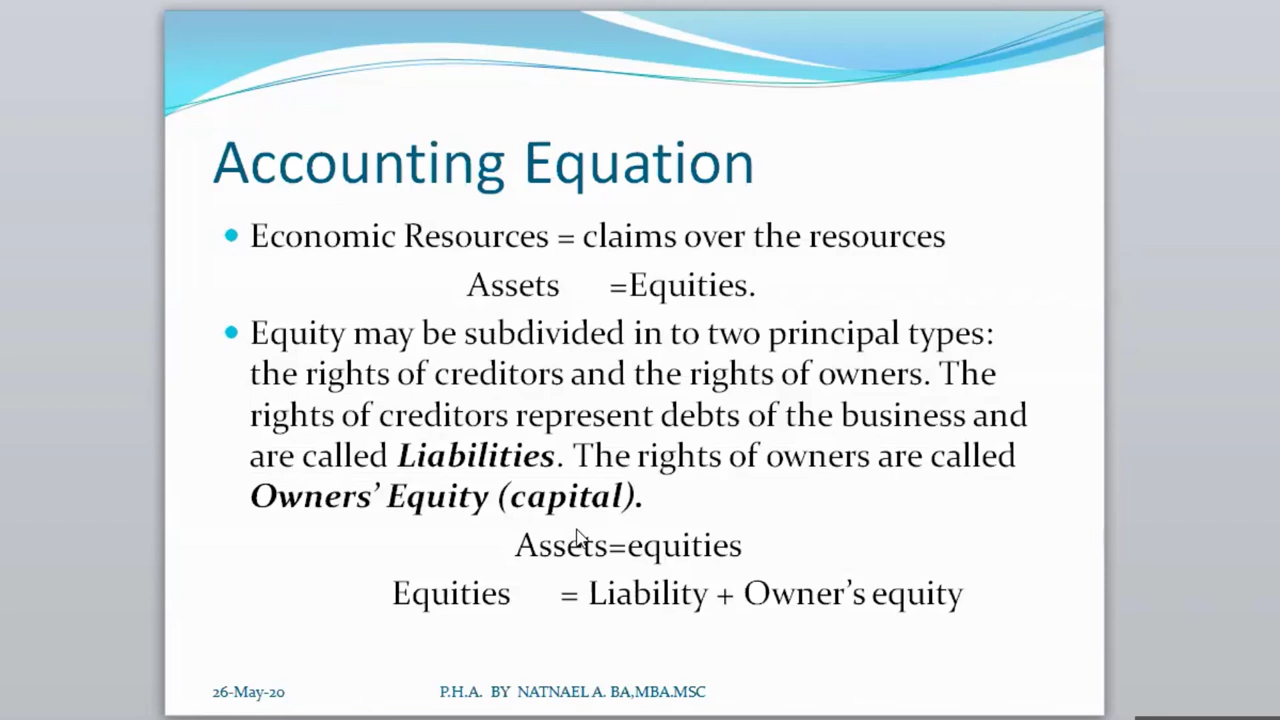 Accounting Equation
Economic Resources = claims over the resources
Assets =Equities.
Equity may be subdivided in to two principal types:
the rights of creditors and the rights of owners. The
rights of creditors represent debts of the business and
are called Liabilities. The rights of owners are called
Owners’ Equity (capital).
Assets=equities
Equities = Liability + Owner’s equity
26-May-20 P.H.A. BY NATNAEL A. BA,MBA.MSC